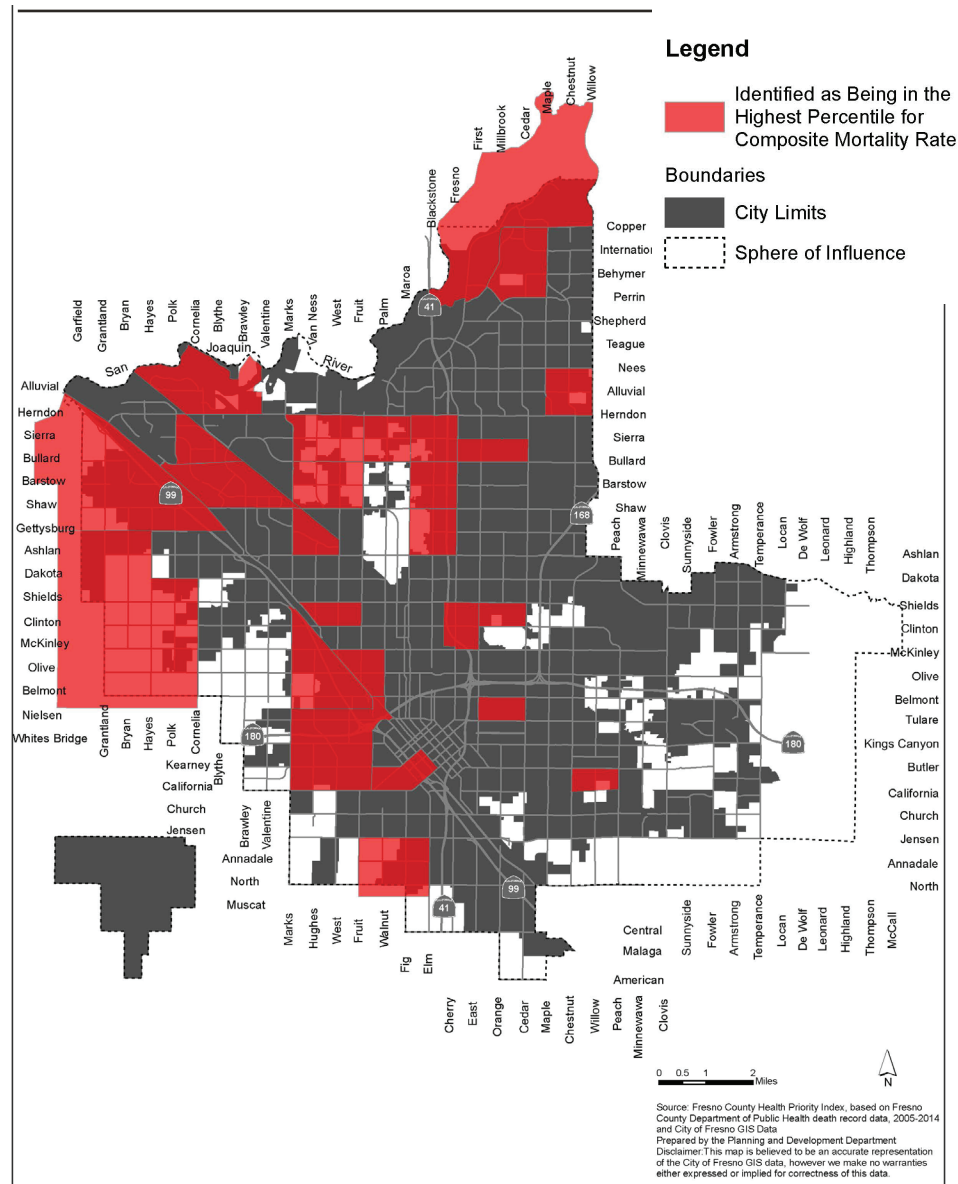 Legend
Identified as Being in the
Highest Percentile for
Composite Mortality Rate
Boundaries
City Limits
Sphere of Influence
Blackstone
Fresno
First
Millbrook
Cedar
Maple
Chestnut
Willow
Copper
Internatio
Behymer
Perrin
Shepherd
Teague
Nees
Alluvial
Herndon
Sierra
Bullard
Barstow
Shaw
Garfield
Grantland
Bryan
Hayes
Polk
Cornelia
Blythe
Brawley
Valentine
Marks
Van Ness
West
Fruit
Palm
Maroa
41
San
Joaquin
River
Alluvial
Herndon
Sierra
Bullard
Barstow
Shaw
Gettysburg
Ashlan
Dakota
Shields
Clinton
McKinley
Olive
Belmont
Nielsen
Whites Bridge
99
168
Peach
Minnewawa
Clovis
Sunnyside
Fowler
Armstrong
Temperance
Locan
De Wolf
Leonard
Highland
Thompson
Ashlan
Dakota
Shields
Clinton
McKinley
Olive
Belmont
Tulare
Kings Canyon
Butler
California
Church
Jensen
Annadale
North
Grantland
Bryan
Hayes
Polk
Cornelia
Blythe
180
180
Kearney
California
Church
Jensen
Brawley
Valentine
Annadale
North
Muscat
Marks
Hughes
West
Fruit
Walnut
Fig
Elm
41
99
Central
Malaga
American
Sunnyside
Fowler
Armstrong
Temperance
Locan
De Wolf
Leonard
Highland
Thompson
McCall
Cherry
East
Orange
Cedar
Maple
Chestnut
Willow
Peach
Minnewawa
Clovis
0 0.5 1 2
Miles
N
Source: Fresno County Health Priority Index, based on Fresno
County Department of Public Health death record data, 2005-2014
and City of Fresno GIS Data
Prepared by the Planning and Development Department
Disclaimer:This map is believed to be an accurate representation
of the City of Fresno GIS data, however we make no warranties
either expressed or implied for correctness of this data.